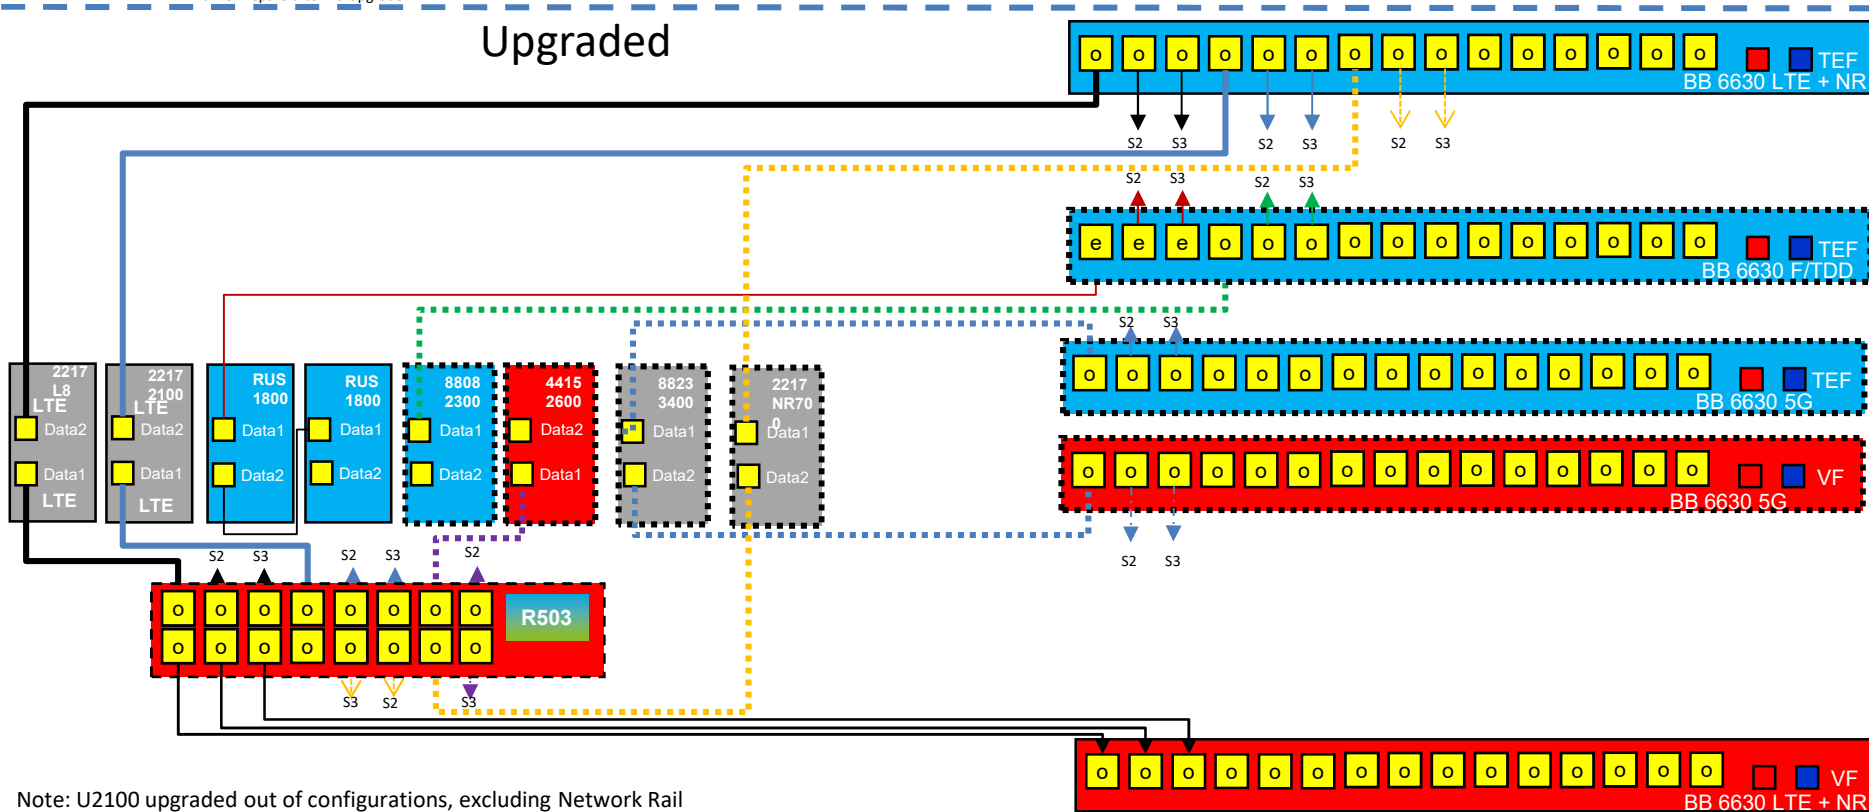 Upgraded
o o o o o o o o o o o o o o o
TEF
BB 6630 LTE + NR
S2 S3 S2 S3 S2 S3
S2 S3 S2 S3
e e e o o o o o o o o o o o o
TEF
BB 6630 F/TDD
S2 S3
o o o o o o o o o o o o o o o
TEF
BB 6630 5G
2217
L8
LTE
Data2
Data1
LTE
2217
2100
LTE
Data2
Data1
LTE
RUS
1800
Data1
Data2
RUS
1800
Data1
Data2
8808
2300
Data1
Data2
4415
2600
Data2
Data1
8823
3400
Data1
Data2
2217
NR70
0
Data1
Data2
o o o o o o o o o o o o o o o
VF
BB 6630 5G
S2 S3
S2 S3 S2 S3 S2
o o o o o o o o
R503
o o o o o o o o
S3 S2 S3
o o o o o o o o o o o o o o o
VF
BB 6630 LTE + NR
Note: U2100 upgraded out of configurations, excluding Network Rail